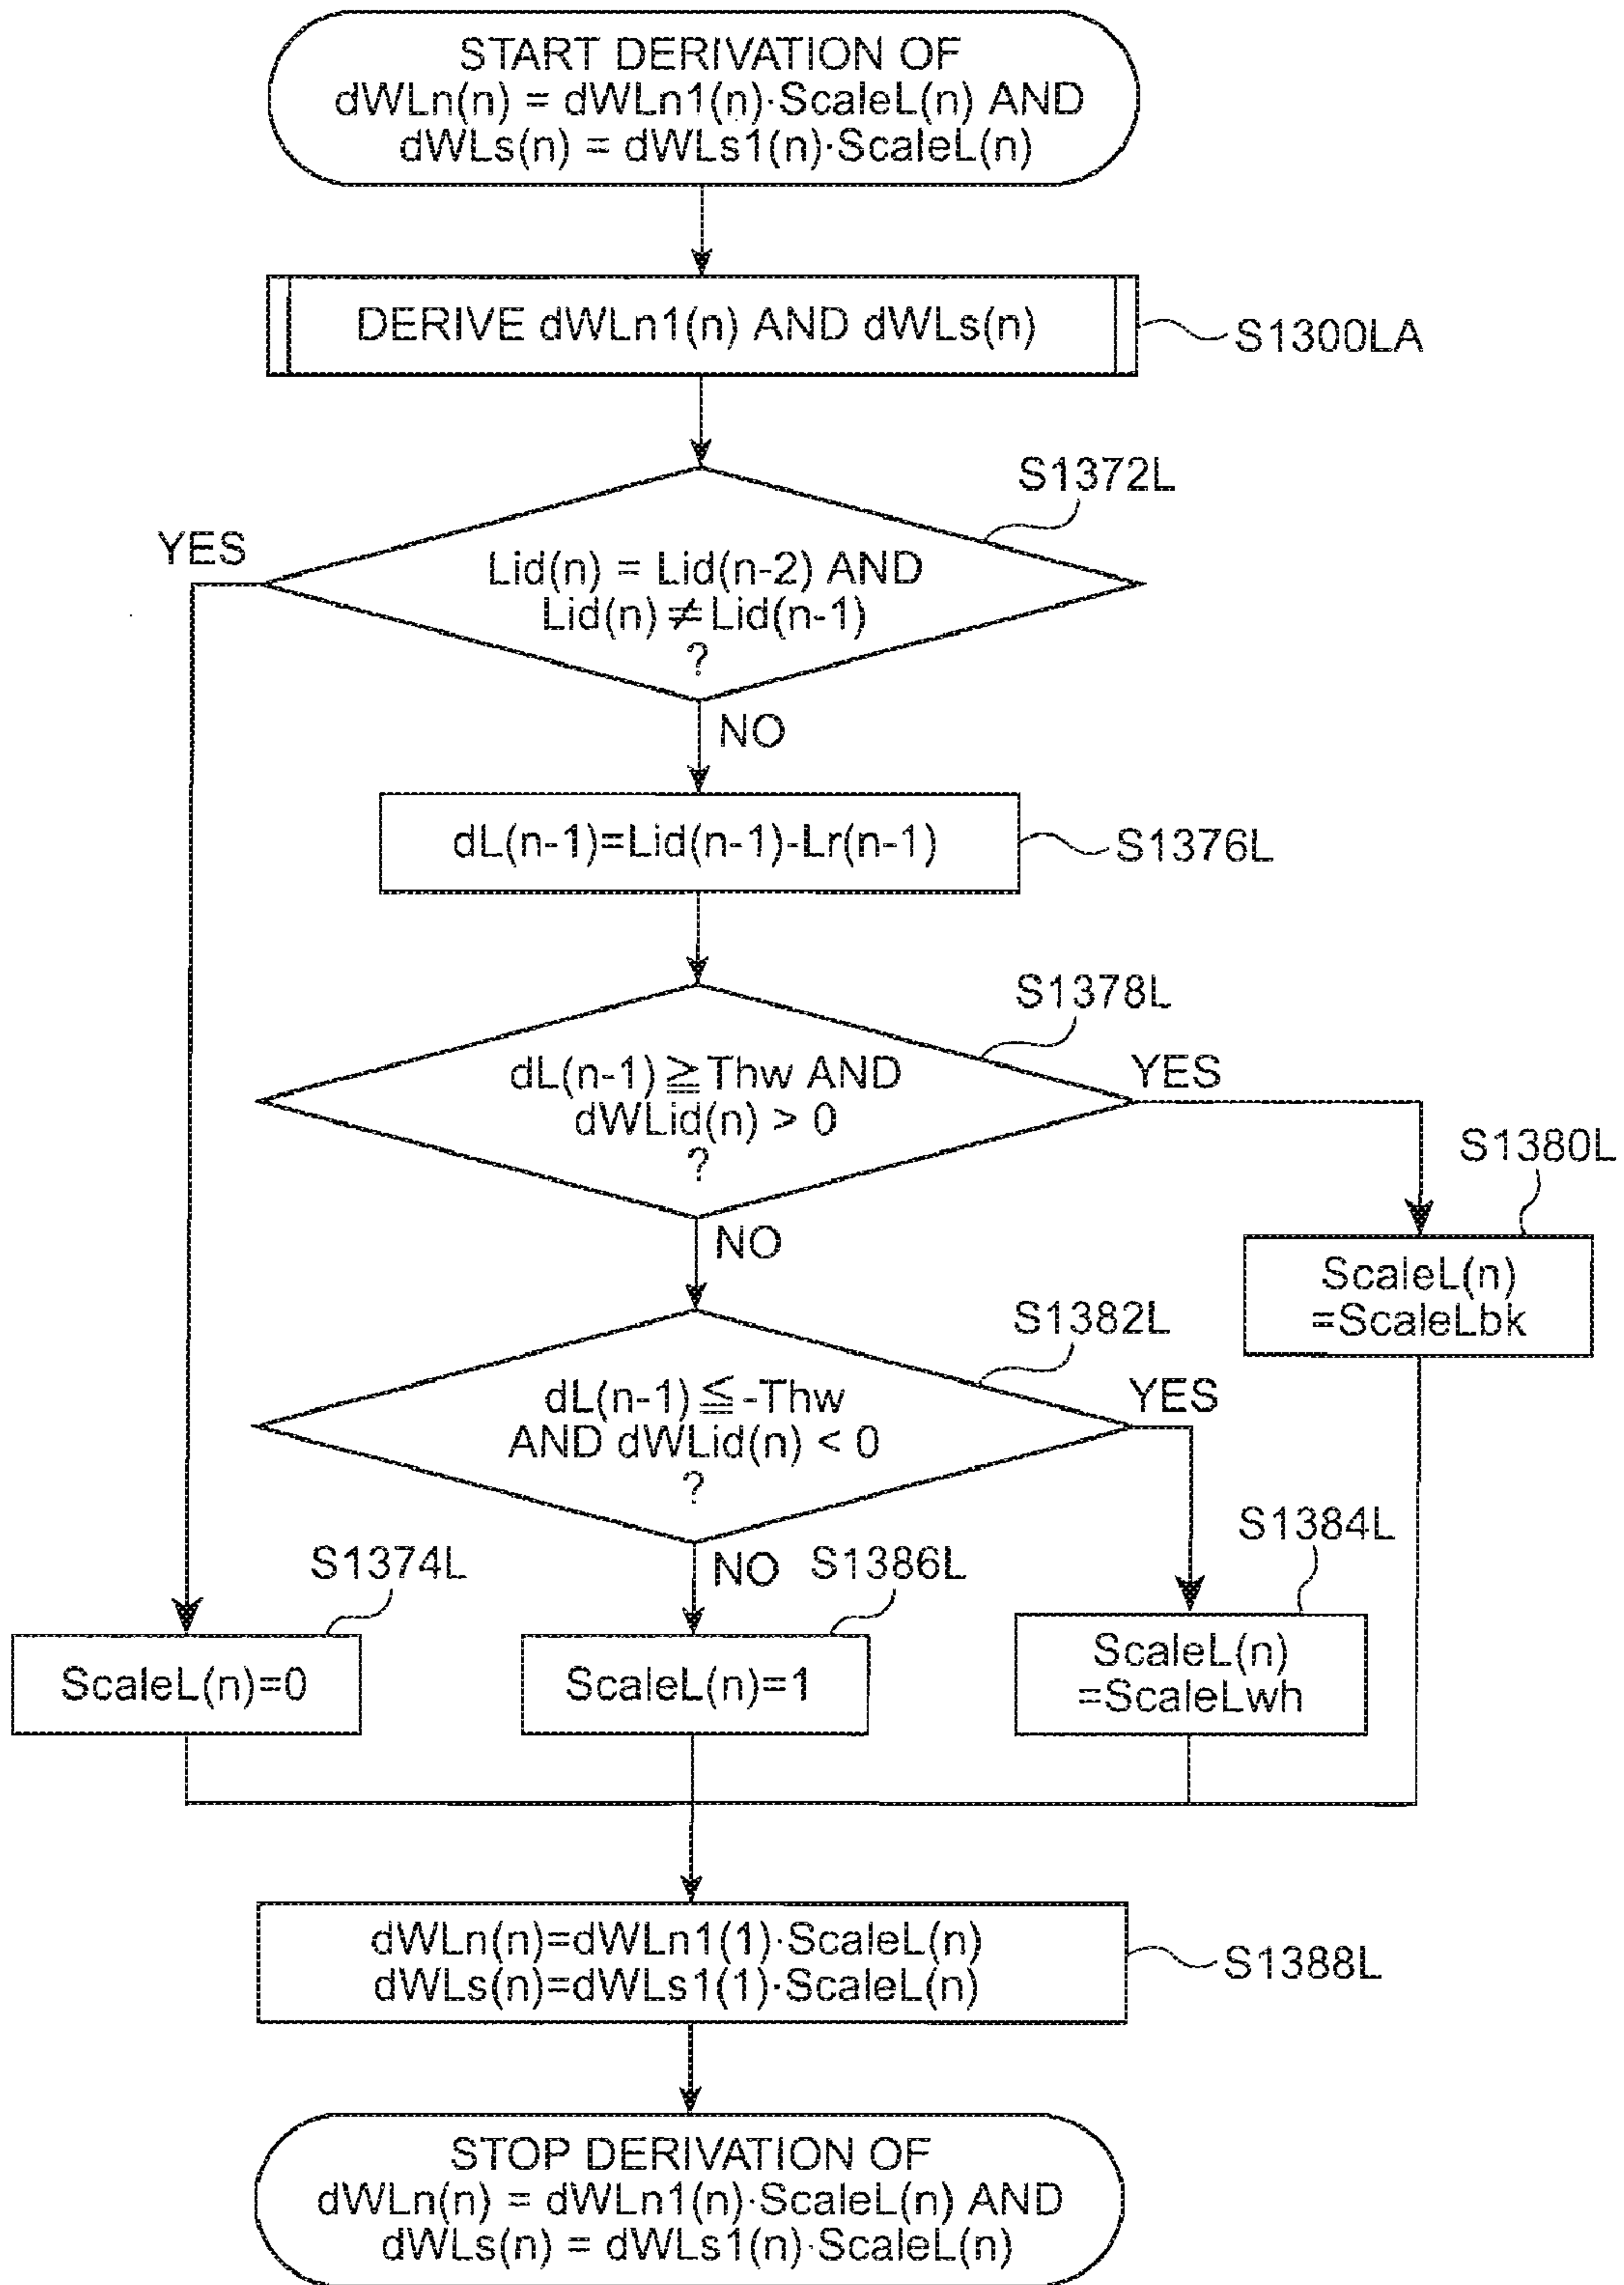 START DERIVATION OF
dWLn(n) = dWLn1(n)·ScaleL(n) AND
dWLs(n) = dWLs1(n)·ScaleL(n)
DERIVE dWLn1(n) AND dWLs(n)
S1300LA
S1372L
YES
Lid(n) = Lid(n-2) AND
Lid(n) ≠ Lid(n-1)
?
NO
dL(n-1)=Lid(n-1)-Lr(n-1)
S1376L
S1378L
dL(n-1) ≧ Thw AND
dWLid(n) > 0
?
YES
S1380L
NO
ScaleL(n)
=ScaleLbk
S1382L
dL(n-1) ≦ -Thw
AND dWLid(n) < 0
?
YES
S1384L
S1374L
NO
S1386L
ScaleL(n)=0
ScaleL(n)=1
ScaleL(n)
=ScaleLwh
dWLn(n)=dWLn1(1)·ScaleL(n)
dWLs(n)=dWLs1(1)·ScaleL(n)
S1388L
STOP DERIVATION OF
dWLn(n) = dWLn1(n)·ScaleL(n) AND
dWLs(n) = dWLs1(n)·ScaleL(n)